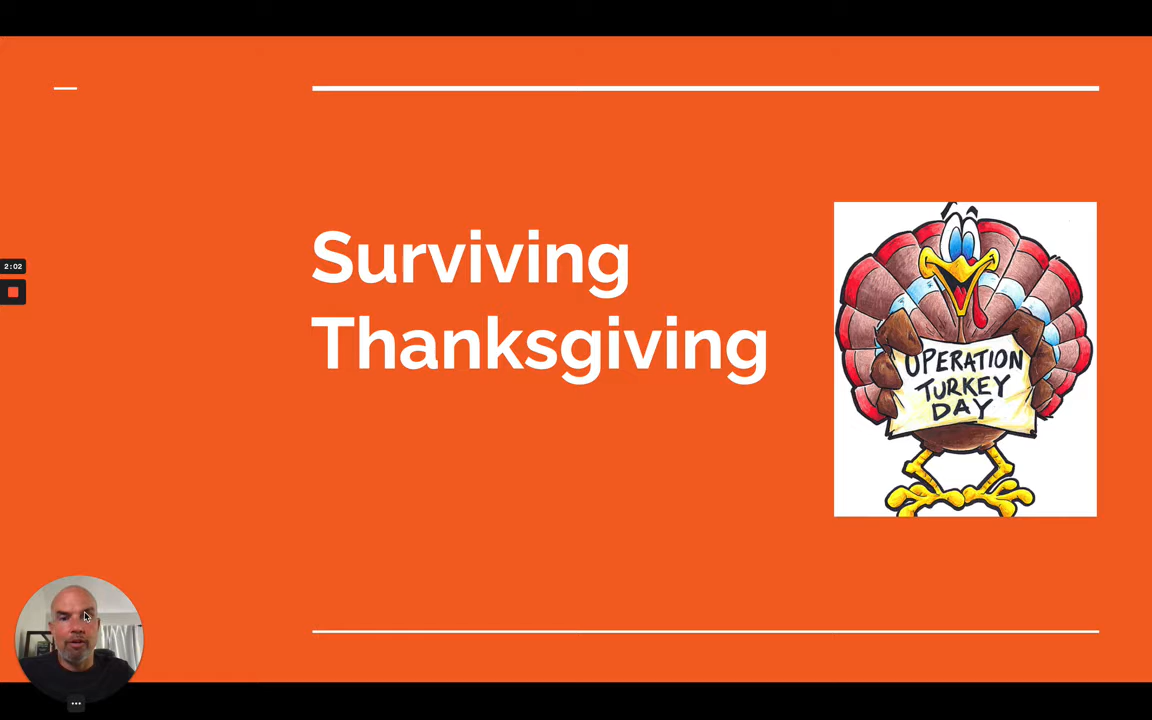 2:02
Surviving
Thanksgiving
OPERATION
TURKEY
DAY